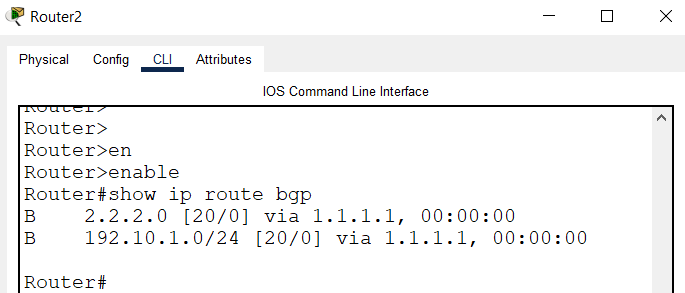 Router2
Physical Config CLI Attributes
IOS Command Line Interface
Router>
Router>
Router>en
Router>enable
Router#show ip route bgp
B    2.2.2.0 [20/0] via 1.1.1.1, 00:00:00
B    192.10.1.0/24 [20/0] via 1.1.1.1, 00:00:00
Router#